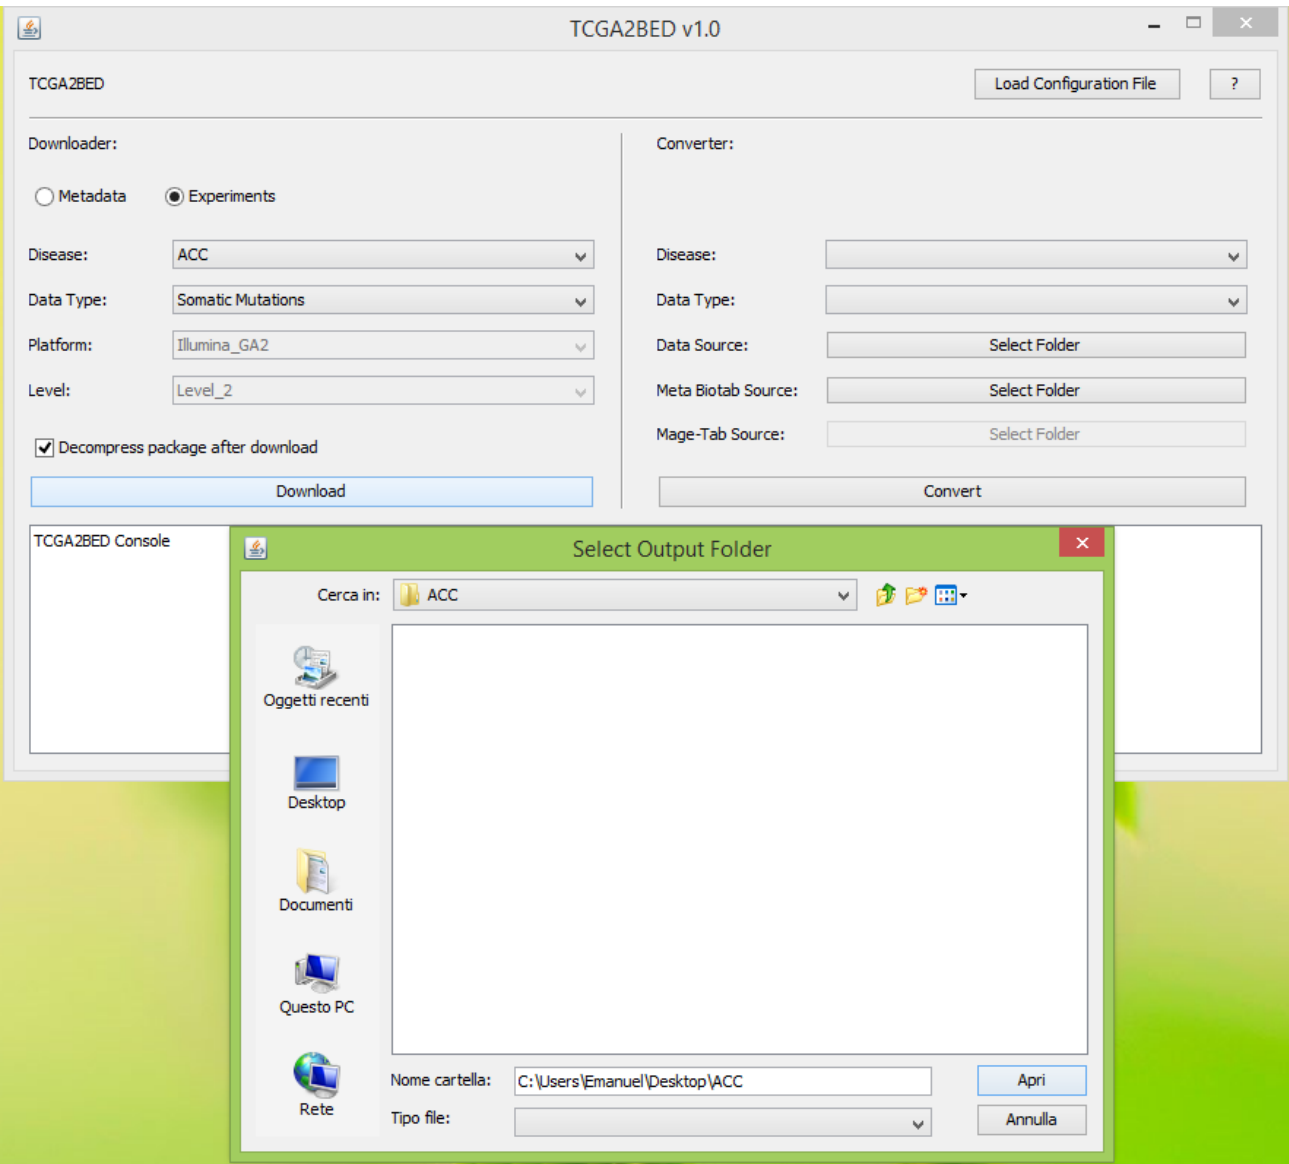 TCGA2BED v1.0
TCGA2BED
Load Configuration File
?
Downloader:
Metadata
Experiments
Disease:
ACC
Data Type:
Somatic Mutations
Platform:
Illumina_GA2
Level:
Level_2
Decompress package after download
Download
Converter:
Disease:
Data Type:
Data Source:
Select Folder
Meta Biotab Source:
Select Folder
Mage-Tab Source:
Select Folder
Convert
TCGA2BED Console
Select Output Folder
Cerca in:
ACC
Oggetti recenti
Desktop
Documenti
Questo PC
Rete
Nome cartella:
C:\Users\Emanuel\Desktop\ACC
Apri
Tipo file:
Annulla